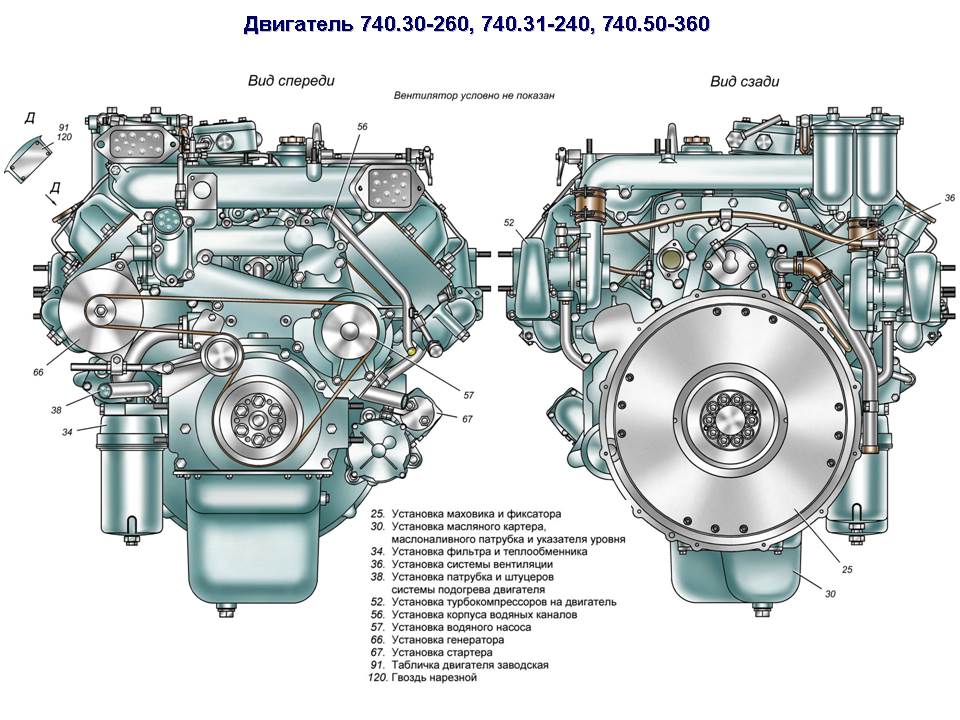 Двигатель 740.30-260, 740.31-240, 740.50-360
Вид спереди
Вид сзади
Вентилятор условно не показан
Д
91
120
Д
56
36
52
66
38
34
57
67
25
30
25. Установка маховика и фиксатора
30. Установка масляного картера,
маслоналивного патрубка и указателя уровня
34. Установка фильтра и теплообменника
36. Установка системы вентиляции
38. Установка патрубка и штуцеров
системы подогрева двигателя
52. Установка турбокомпрессоров на двигатель
56. Установка корпуса водяных каналов
57. Установка водяного насоса
66. Установка генератора
67. Установка стартера
91. Табличка двигателя заводская
120. Гвоздь нарезной